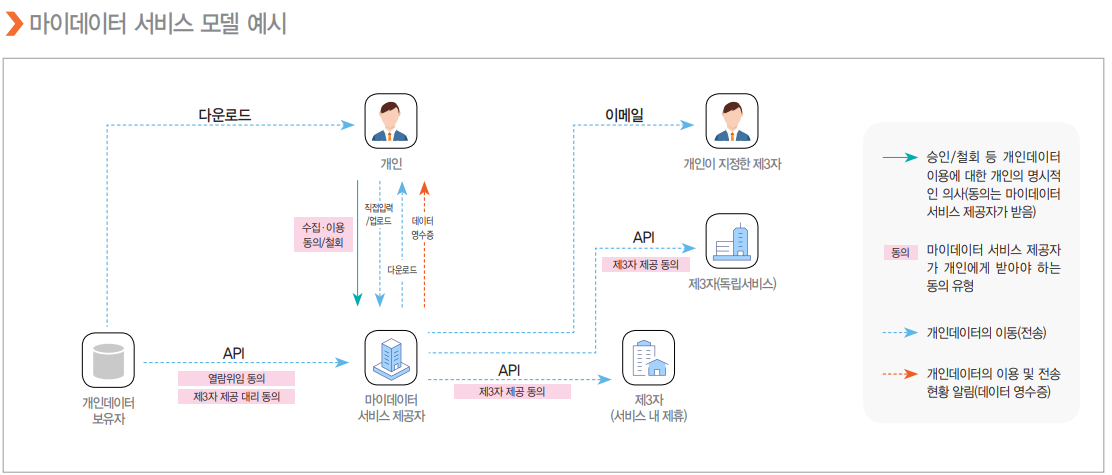 마이데이터 서비스 모델 예시
다운로드
이메일
개인
개인이 지정한 제3자
수집·이용
동의/철회
직접입력
/업로드
다운로드
데이터
영수증
API
제3자 제공 동의
제3자(독립서비스)
API
열람위임 동의
제3자 제공 대리 동의
API
제3자 제공 동의
개인데이터
보유자
마이데이터
서비스 제공자
제3자
(서비스 내 제휴)
승인/철회 등 개인데이터
이용에 대한 개인의 명시적
인 의사(동의는 마이데이터
서비스 제공자가 받음)
동의
마이데이터 서비스 제공자
가 개인에게 받아야 하는
동의 유형
개인데이터의 이동(전송)
개인데이터의 이용 및 전송
현황 알림(데이터 영수증)